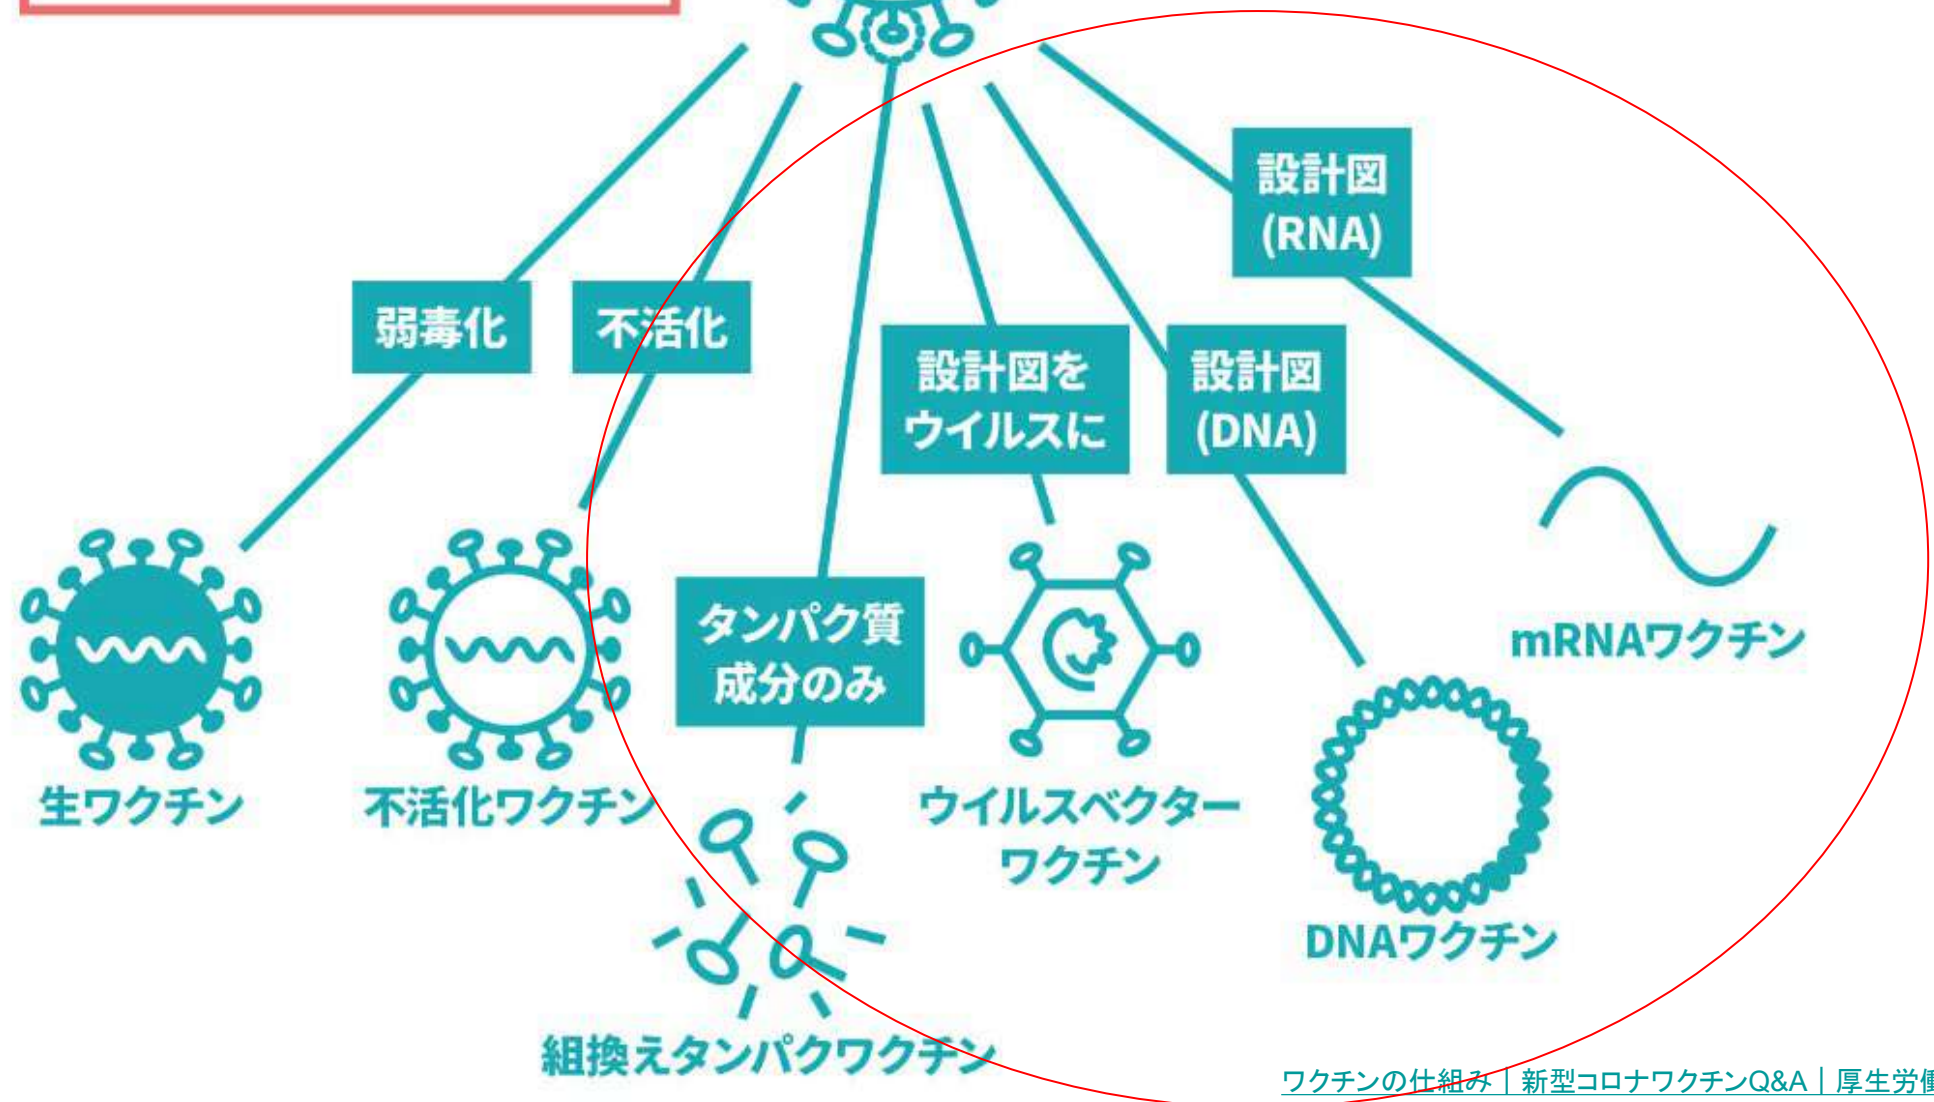 設計図
(RNA)
弱毒化
不活化
設計図を
ウイルスに
設計図
(DNA)
タンパク質
成分のみ
mRNAワクチン
生ワクチン
不活化ワクチン
ウイルスベクター
ワクチン
DNAワクチン
組換えタンパクワクチン
ワクチンの仕組み｜新型コロナワクチンQ&A｜厚生労働